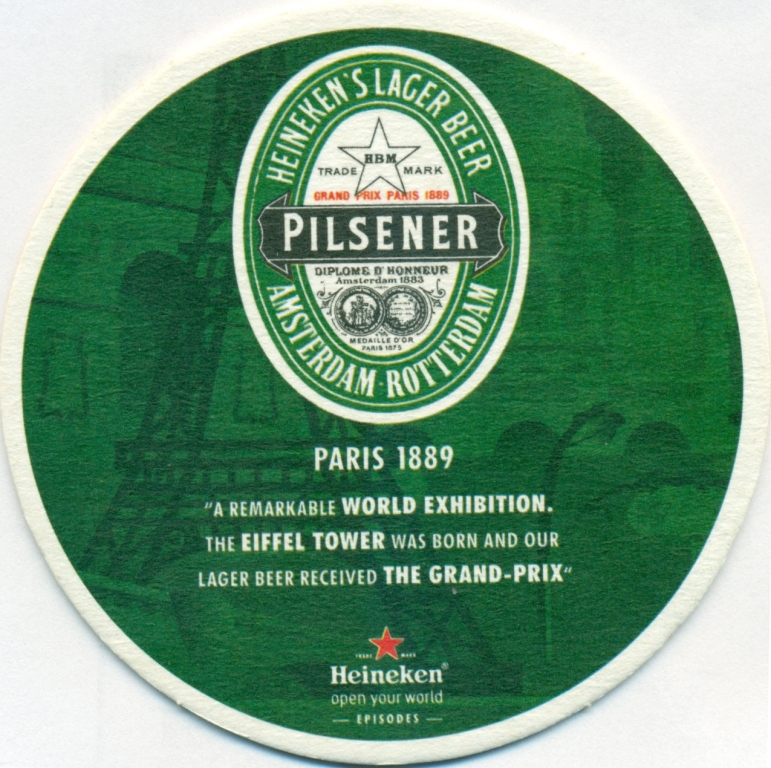 HEINEKEN'S LAGER BEER
HBM
TRADE MARK
GRAND PRIX PARIS 1889
PILSENER
DIPLOME D'HONNEUR
Amsterdam 1883
MEDAILLE D'OR
PARIS 1875
AMSTERDAM-ROTTERDAM
PARIS 1889
"A REMARKABLE WORLD EXHIBITION.
THE EIFFEL TOWER WAS BORN AND OUR
LAGER BEER RECEIVED THE GRAND-PRIX"
TRADE MARK
Heineken®
open your world
— EPISODES —